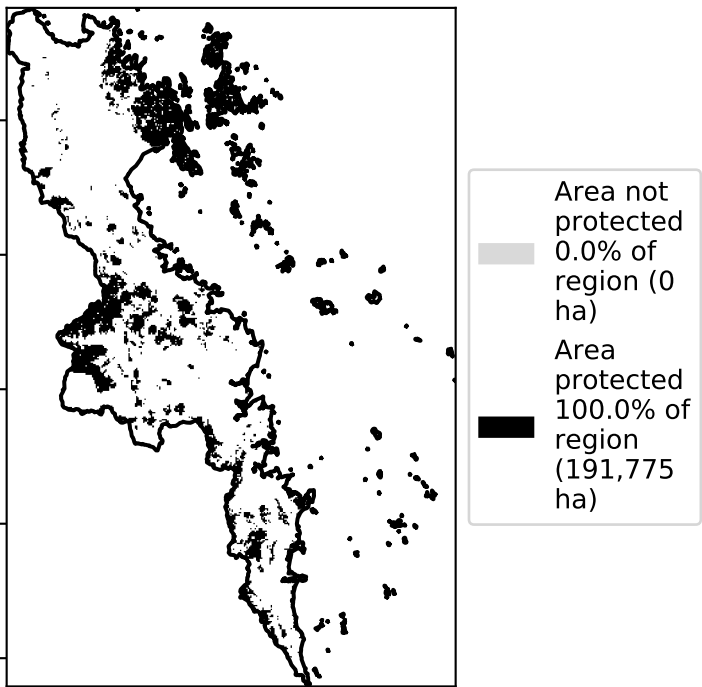 Area not
protected
0.0% of
region (0
ha)
Area
protected
100.0% of
region
(191,775
ha)